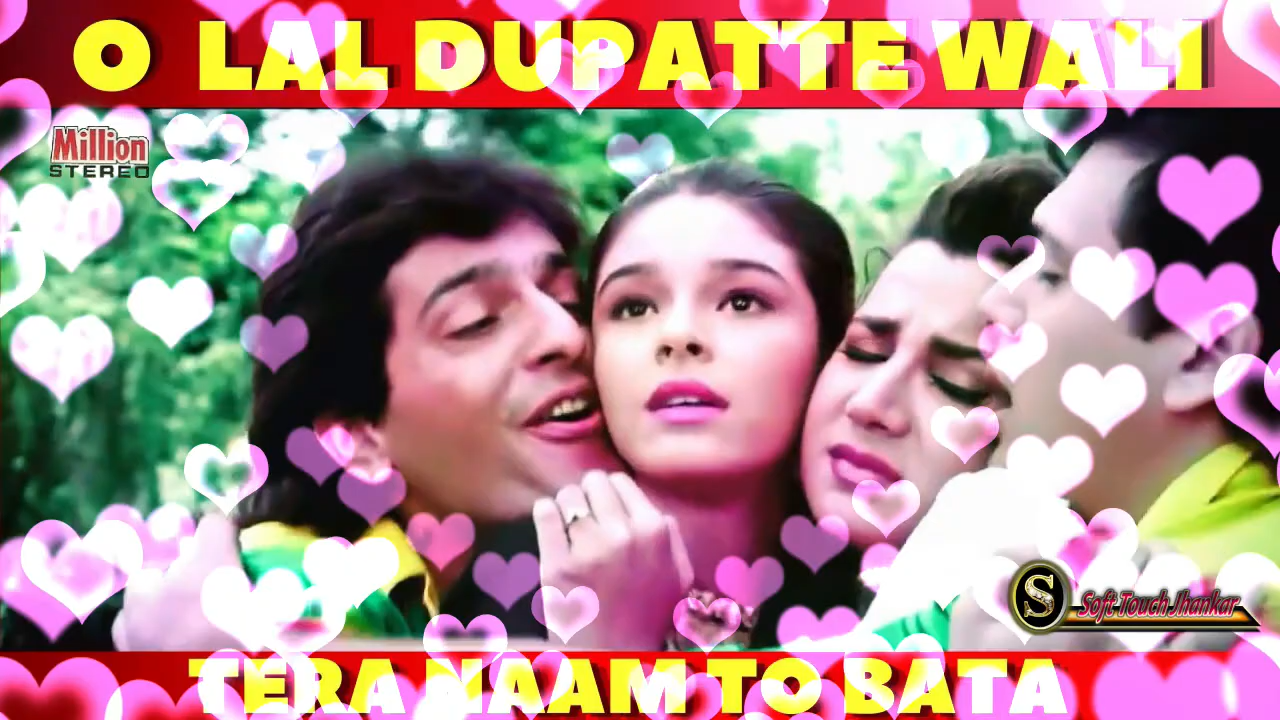 O LAL DUPATTE WALI
Million
STEREO
S
Soft Touch Jhankar
TERA NAAM TO BATA